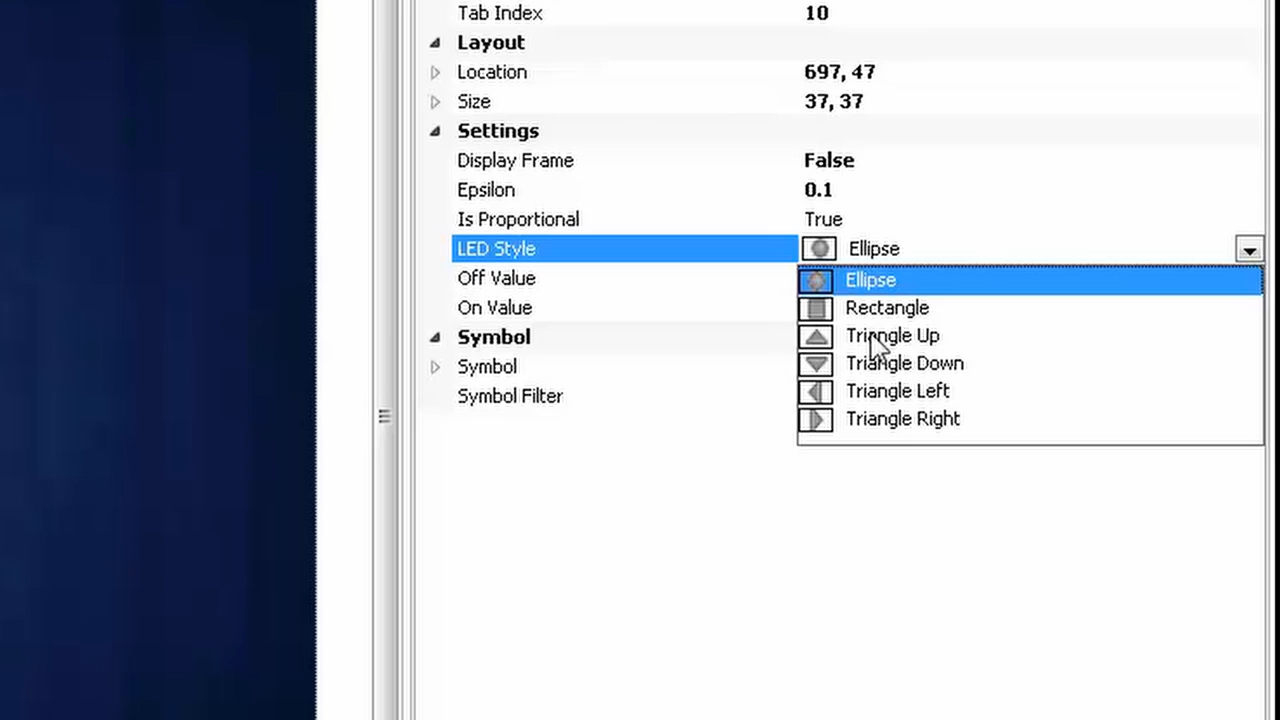 Tab Index 10
Layout
Location 697, 47
Size 37, 37
Settings
Display Frame False
Epsilon 0.1
Is Proportional True
LED Style Ellipse
Off Value Ellipse
On Value Rectangle
Symbol Triangle Up
Symbol Triangle Down
Symbol Filter Triangle Left
Triangle Right